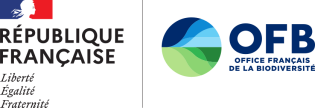 RÉPUBLIQUE
FRANÇAISE
Liberté
Égalité
Fraternité
OFB
OFFICE FRANÇAIS
DE LA BIODIVERSITÉ